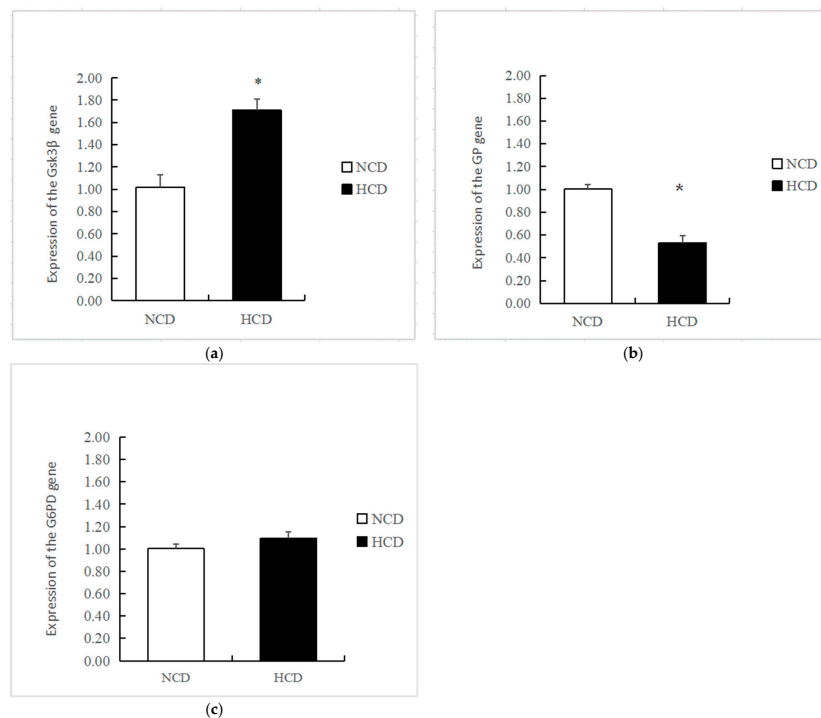 Expression of the Gsk3β gene
2.00
1.80
1.60
1.40
1.20
1.00
0.80
0.60
0.40
0.20
0.00
*
NCD
HCD
NCD
HCD
(a)
Expression of the GP gene
2.00
1.80
1.60
1.40
1.20
1.00
0.80
0.60
0.40
0.20
0.00
*
NCD
HCD
NCD
HCD
(b)
Expression of the G6PD gene
2.00
1.80
1.60
1.40
1.20
1.00
0.80
0.60
0.40
0.20
0.00
NCD
HCD
NCD
HCD
(c)